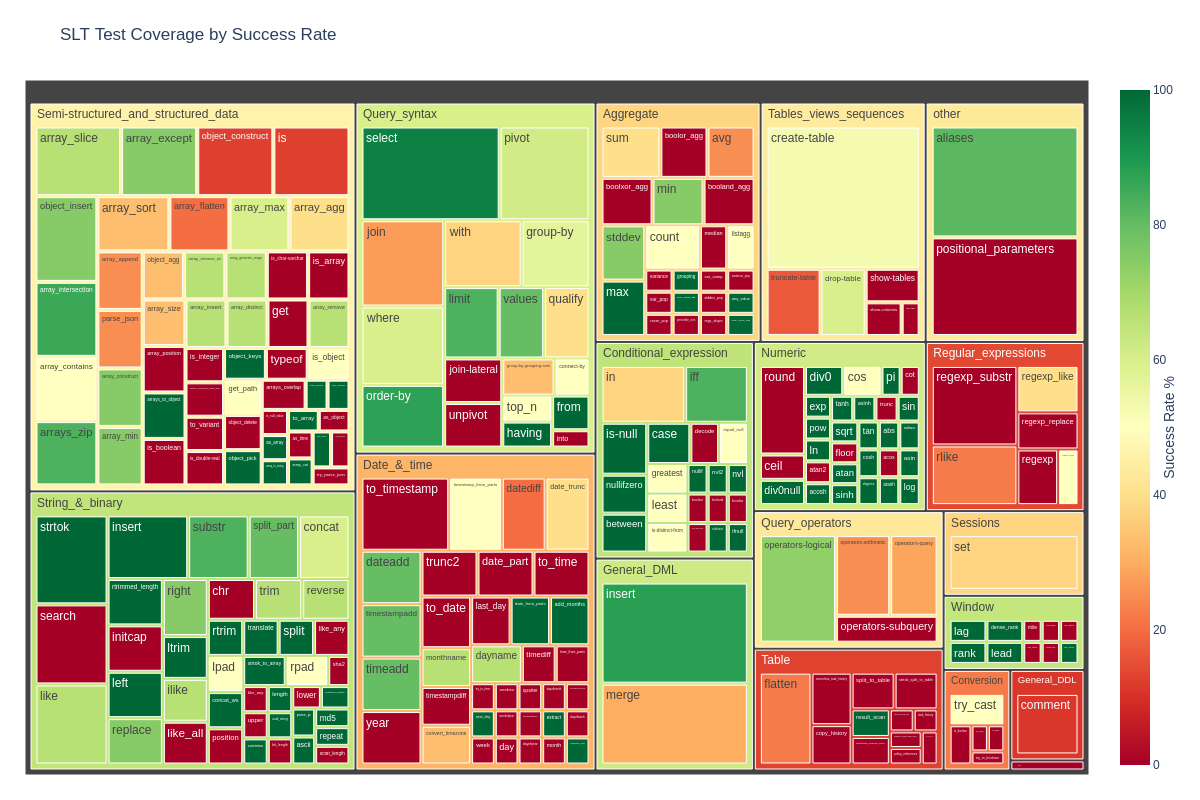 SLT Test Coverage by Success Rate
Semi-structured_and_structured_data
array_slice
array_except
object_construct
is
object_insert
array_sort
array_flatten
array_max
array_agg
array_intersection
array_append
object_agg
is_char-varchar
is_array
parse_json
array_size
array_insert
array_distinct
get
array_remove
array_contains
array_position
is_integer
object_keys
typeof
is_object
array_construct
arrays_to_object
get_path
arrays_overlap
arrays_zip
array_min
is_boolean
to_variant
object_delete
to_array
as_object
is_double-real
object_pick
as_array
as_time
try_parse_json
String_&_binary
strtok
insert
substr
split_part
concat
search
rtrimmed_length
right
chr
trim
reverse
initcap
ltrim
rtrim
translate
split
like_any
like
left
ilike
lpad
strtok_to_array
rpad
sha2
replace
like_all
concat_ws
length
lower
position
upper
md5
repeat
ascii
bit_length
Query_syntax
select
pivot
join
with
group-by
where
limit
values
qualify
order-by
join-lateral
group-by-grouping-sets
connect-by
unpivot
top_n
from
having
into
Date_&_time
to_timestamp
timestamp_from_parts
datediff
date_trunc
dateadd
trunc2
date_part
to_time
timestampadd
to_date
last_day
date_from_parts
add_months
timeadd
monthname
dayname
timediff
time_from_parts
year
timestampdiff
quarter
convert_timezone
extract
week
day
month
Aggregate
sum
boolor_agg
avg
boolxor_agg
min
booland_agg
stddev
count
median
listagg
max
variance
grouping
var_samp
var_pop
stddev_pop
any_value
Conditional_expression
in
iff
is-null
case
decode
equal_null
nullifzero
greatest
nullif
nvl2
nvl
between
least
is-distinct-from
ifnull
General_DML
insert
merge
Tables_views_sequences
create-table
truncate-table
drop-table
show-tables
show-columns
other
aliases
positional_parameters
Numeric
round
div0
cos
pi
cot
exp
tanh
asinh
trunc
sin
pow
sqrt
tan
abs
ceil
ln
floor
cosh
acos
asin
div0null
atan2
atan
acosh
sinh
atanh
log
Regular_expressions
regexp_substr
regexp_like
regexp_replace
rlike
regexp
Query_operators
operators-logical
operators-arithmetic
operators-query
operators-subquery
Sessions
set
Window
lag
dense_rank
ntile
rank
lead
Table
flatten
split_to_table
strtok_split_to_table
result_scan
copy_history
Conversion
try_cast
try_to_boolean
General_DDL
comment
100
80
60
40
20
0
Success Rate %